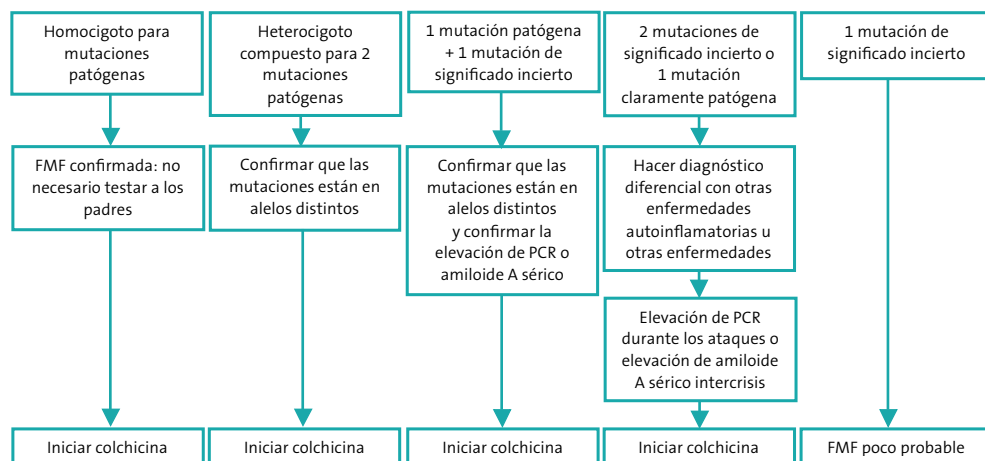 Homocigoto para
mutaciones
patógenas
Heterocigoto
compuesto para 2
mutaciones
patógenas
1 mutación patógena
+ 1 mutación de
significado incierto
2 mutaciones de
significado incierto o
1 mutación
claramente patógena
1 mutación de
significado incierto
FMF confirmada: no
necesario testar a los
padres
Confirmar que las
mutaciones están en
alelos distintos
Confirmar que las
mutaciones están en
alelos distintos
y confirmar la
elevación de PCR o
amiloide A sérico
Hacer diagnóstico
diferencial con otras
enfermedades
autoinflamatorias u
otras enfermedades
Elevación de PCR
durante los ataques o
elevación de amiloide
A sérico intercrisis
Iniciar colchicina
Iniciar colchicina
Iniciar colchicina
Iniciar colchicina
FMF poco probable